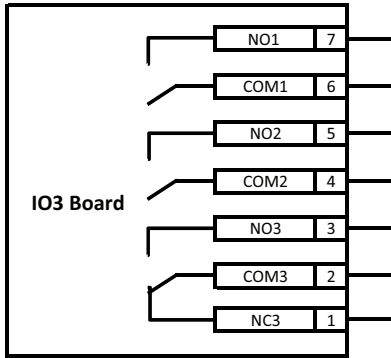 NO1 7
COM1 6
NO2 5
COM2 4
IO3 Board
NO3 3
COM3 2
NC3 1